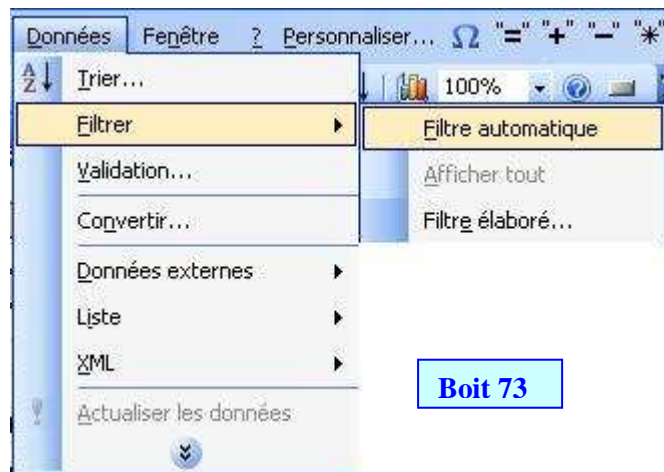 Données Fenêtre ? Personnaliser... Ω "=" "+" "−" "*
Trier...
100%
Filtrer
Filtre automatique
Validation...
Afficher tout
Convertir...
Filtre élaboré...
Données externes
Liste
XML
Boit 73
Actualiser les données